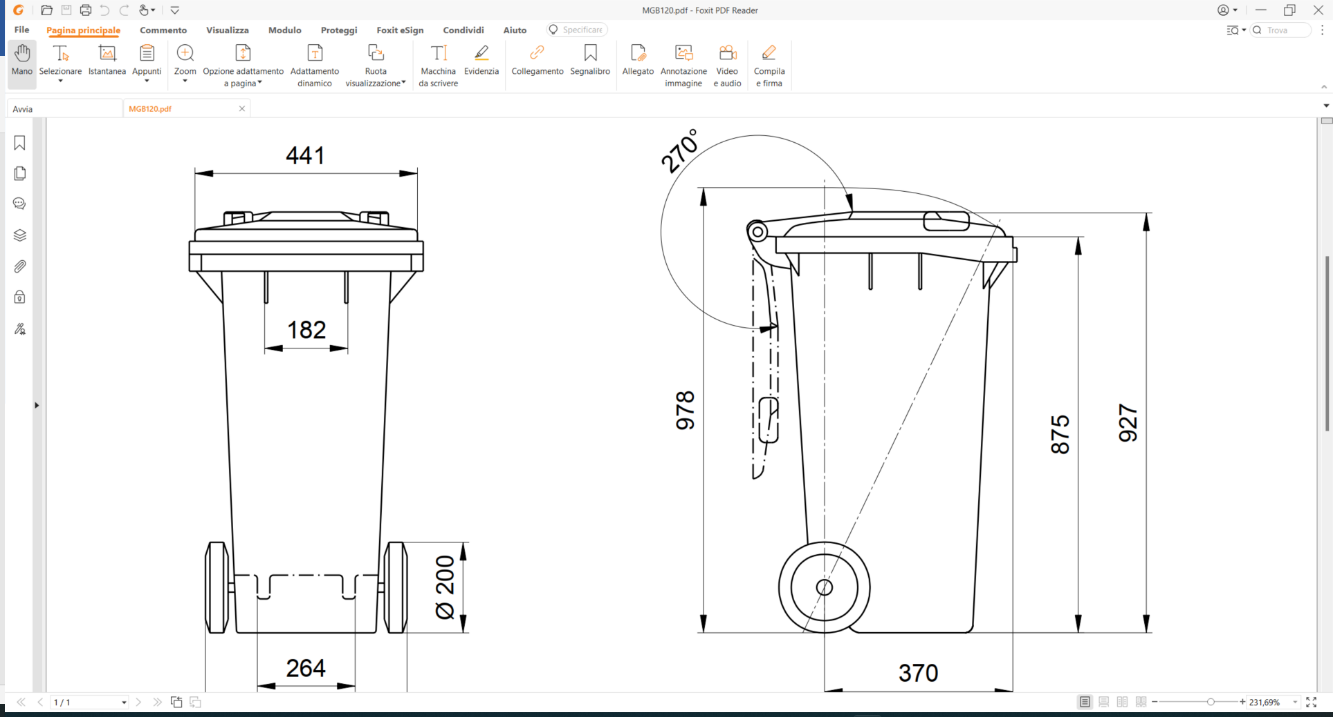 MGB120.pdf - Foxit PDF Reader
File Pagina principale Commento Visualizza Modulo Proteggi Foxit eSign Condividi Aiuto Specificare Trova
Mano Selezionare Istantanea Appunti Zoom Opzione adattamento a pagina Adattamento dinamico Ruota visualizzazione Macchina da scrivere Evidenzia Collegamento Segnalibro Allegato Annotazione immagine Video e audio Compila e firma
Avvia MGB120.pdf
441
270°
182
978
875
927
Ø 200
264
370
1 / 1
231,69%